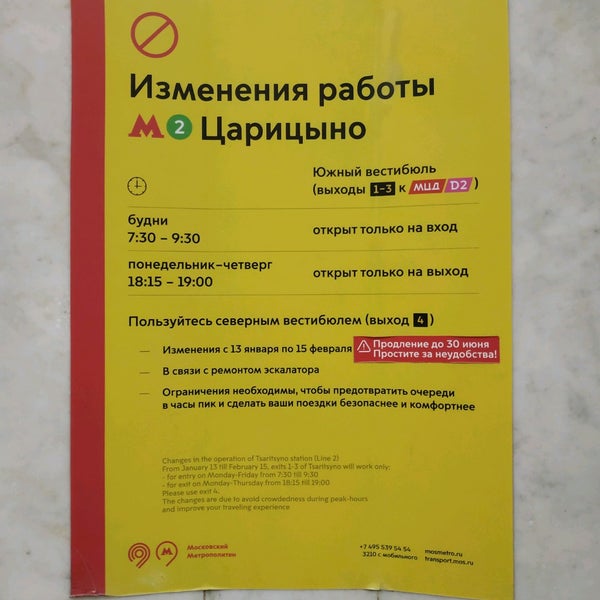 Изменения работы
М 2 Царицыно
Южный вестибюль
(выходы 1-3 к МЦД D2)
будни
7:30 – 9:30
открыт только на вход
понедельник-четверг
18:15 – 19:00
открыт только на выход
Пользуйтесь северным вестибюлем (выход 4)
— Изменения с 13 января по 15 февраля
Продление до 30 июня
Простите за неудобства!
— В связи с ремонтом эскалатора
— Ограничения необходимы, чтобы предотвратить очереди
в часы пик и сделать ваши поездки безопаснее и комфортнее
Changes in the operation of Tsaritsyno station (Line 2)
From January 13 till February 15, exits 1-3 of Tsaritsyno will work only:
- for entry on Monday-Friday from 7:30 till 9:30
- for exit on Monday-Thursday from 18:15 till 19:00
Please use exit 4.
The changes are due to avoid crowdedness during peak-hours
and improve your traveling experience
Московский
Метрополитен
+7 495 539 54 54
3210 с мобильного
mosmetro.ru
transport.mos.ru